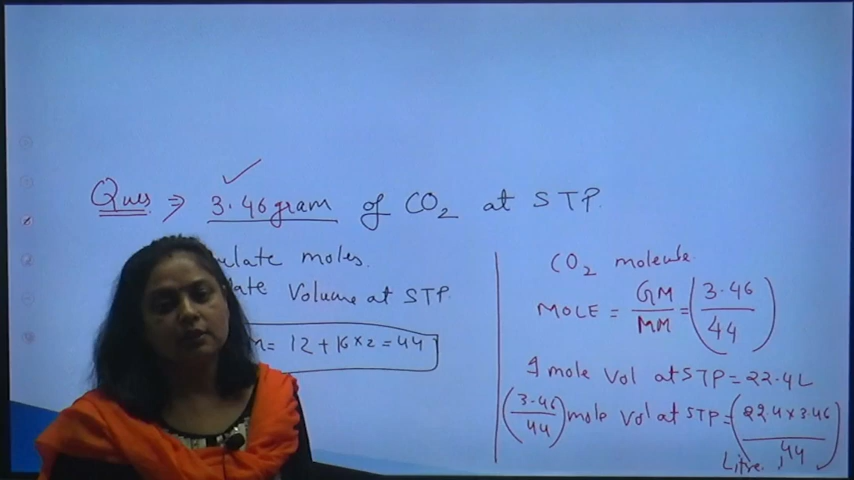 Ques ⇒ 3.46 gram of CO₂ at STP.
ulate moles.
late Volume at STP.
M = 12 + 16 × 2 = 44
CO₂ molecule
MOLE = GM/MM = (3.46/44)
1 mole Vol at STP = 22.4L
(3.46/44) mole Vol at STP = (22.4 × 3.46/44)
Litre.